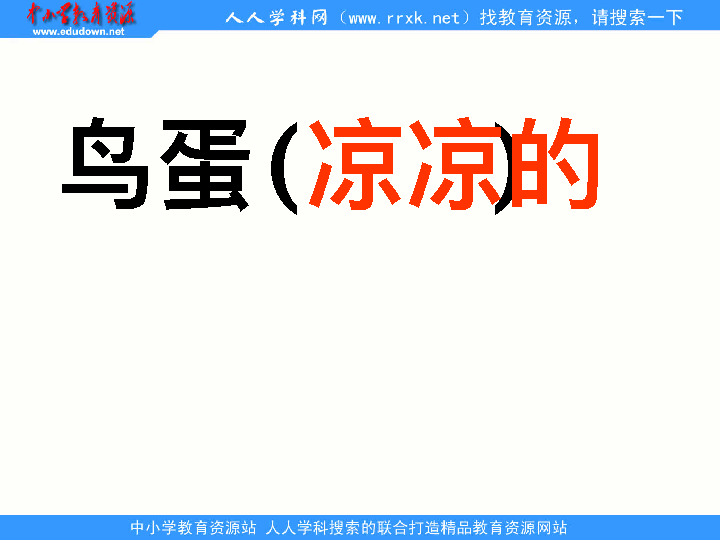 中小学教育资源
www.edudown.net
人人学科网（www.rrxk.net）找教育资源，请搜索一下
鸟蛋(凉凉)的
中小学教育资源站 人人学科搜索的联合打造精品教育资源网站